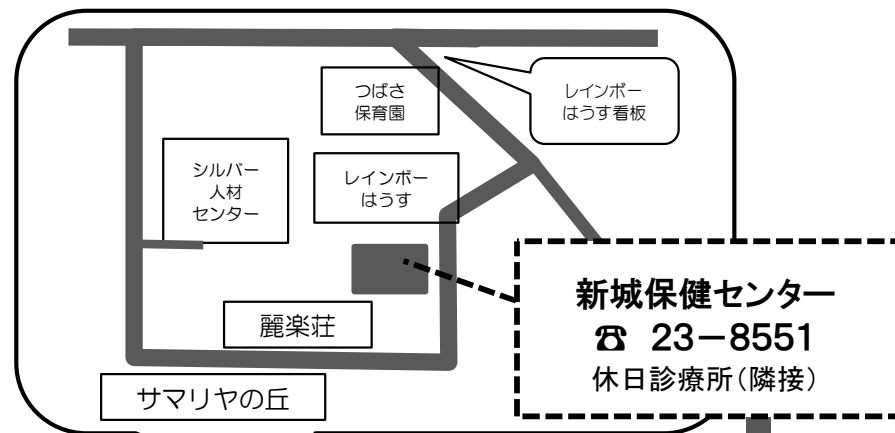 つばさ
保育園
レインボー
はうす看板
シルバー
人材
センター
レインボー
はうす
新城保健センター
☎ 23−8551
休日診療所(隣接)
麗楽荘
サマリヤの丘